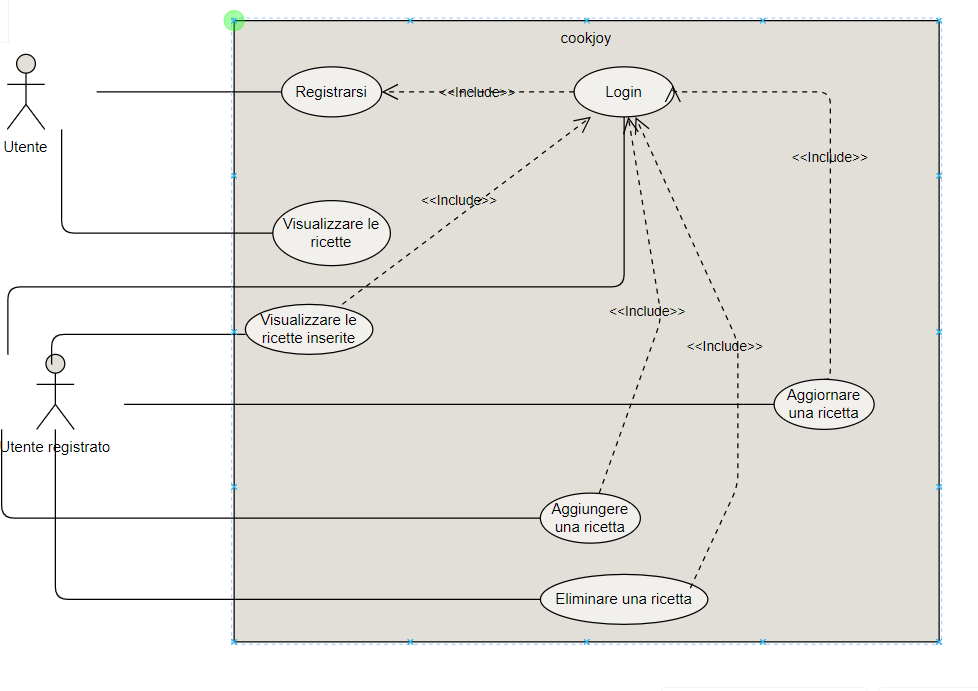 cookjoy
Utente
Registrarsi
<<Include>>
Login
<<Include>>
<<Include>>
Visualizzare le
ricette
Visualizzare le
ricette inserite
<<Include>>
<<Include>>
Utente registrato
Aggiornare
una ricetta
Aggiungere
una ricetta
Eliminare una ricetta